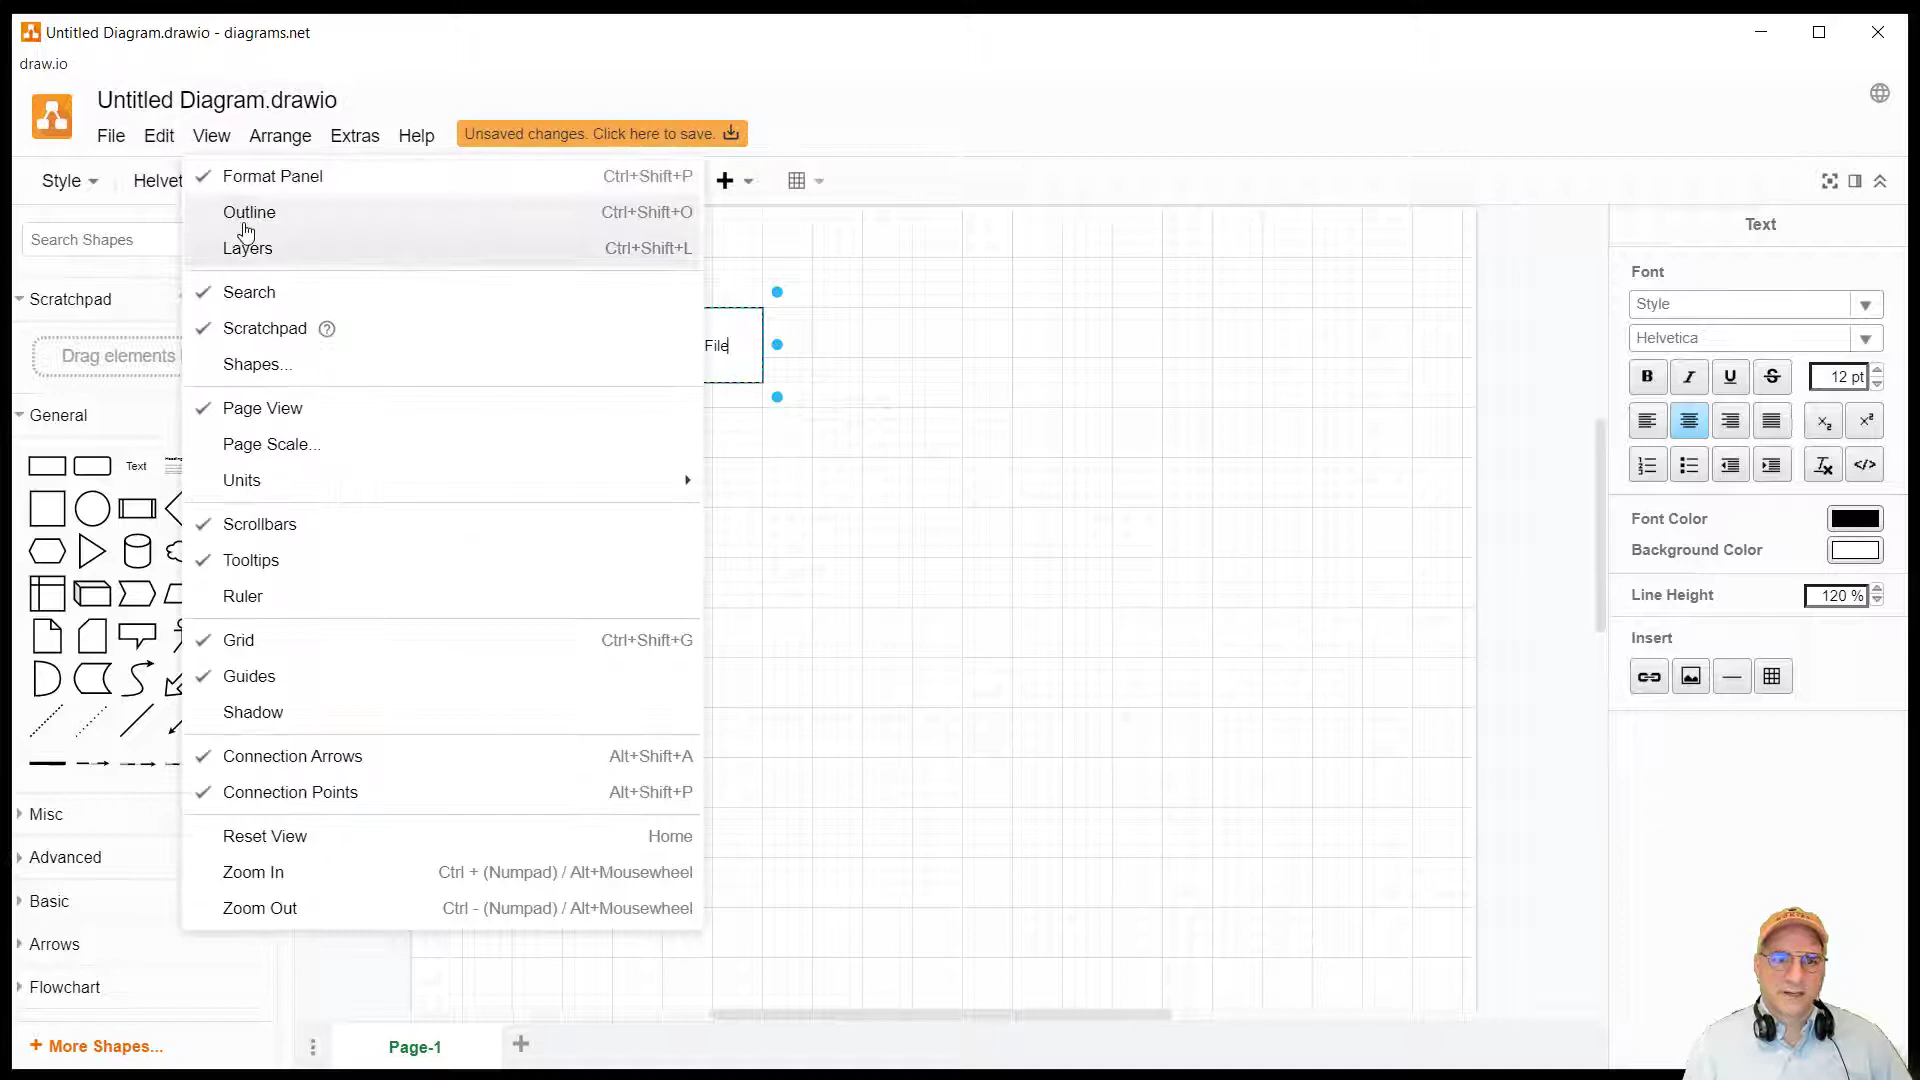 Untitled Diagram.drawio - diagrams.net
draw.io
Untitled Diagram.drawio
File Edit View Arrange Extras Help
Unsaved changes. Click here to save.
Style Helvet
Format Panel Ctrl+Shift+P
Outline Ctrl+Shift+O
Layers Ctrl+Shift+L
Search
Scratchpad ?
Shapes...
Page View
Page Scale...
Units
Scrollbars
Tooltips
Ruler
Grid Ctrl+Shift+G
Guides
Shadow
Connection Arrows Alt+Shift+A
Connection Points Alt+Shift+P
Reset View Home
Zoom In Ctrl + (Numpad) / Alt+Mousewheel
Zoom Out Ctrl - (Numpad) / Alt+Mousewheel
Search Shapes
Scratchpad
Drag elements
General
Text
Misc
Advanced
Basic
Arrows
Flowchart
+ More Shapes...
File
Page-1
Text
Font
Style
Helvetica
B I U S 12 pt
Font Color
Background Color
Line Height 120 %
Insert